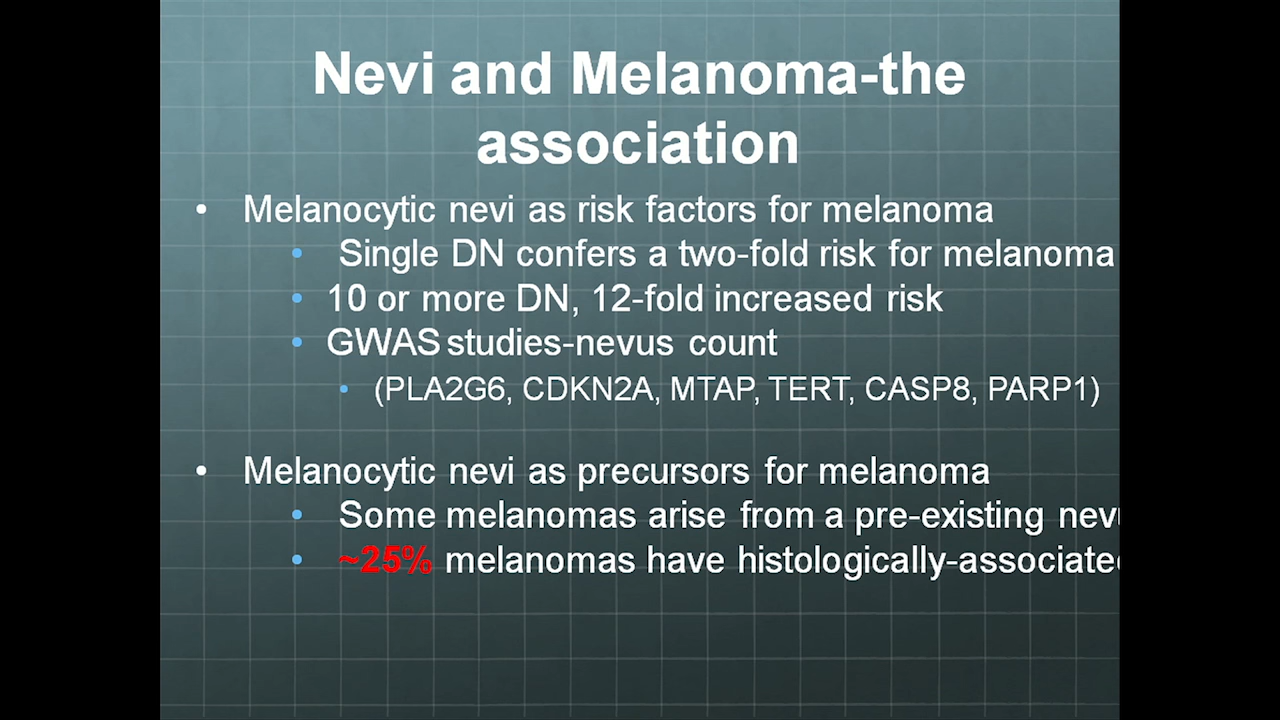 Nevi and Melanoma-the
association
• Melanocytic nevi as risk factors for melanoma
• Single DN confers a two-fold risk for melanoma
• 10 or more DN, 12-fold increased risk
• GWAS studies-nevus count
• (PLA2G6, CDKN2A, MTAP, TERT, CASP8, PARP1)
• Melanocytic nevi as precursors for melanoma
• Some melanomas arise from a pre-existing
• ~25% melanomas have